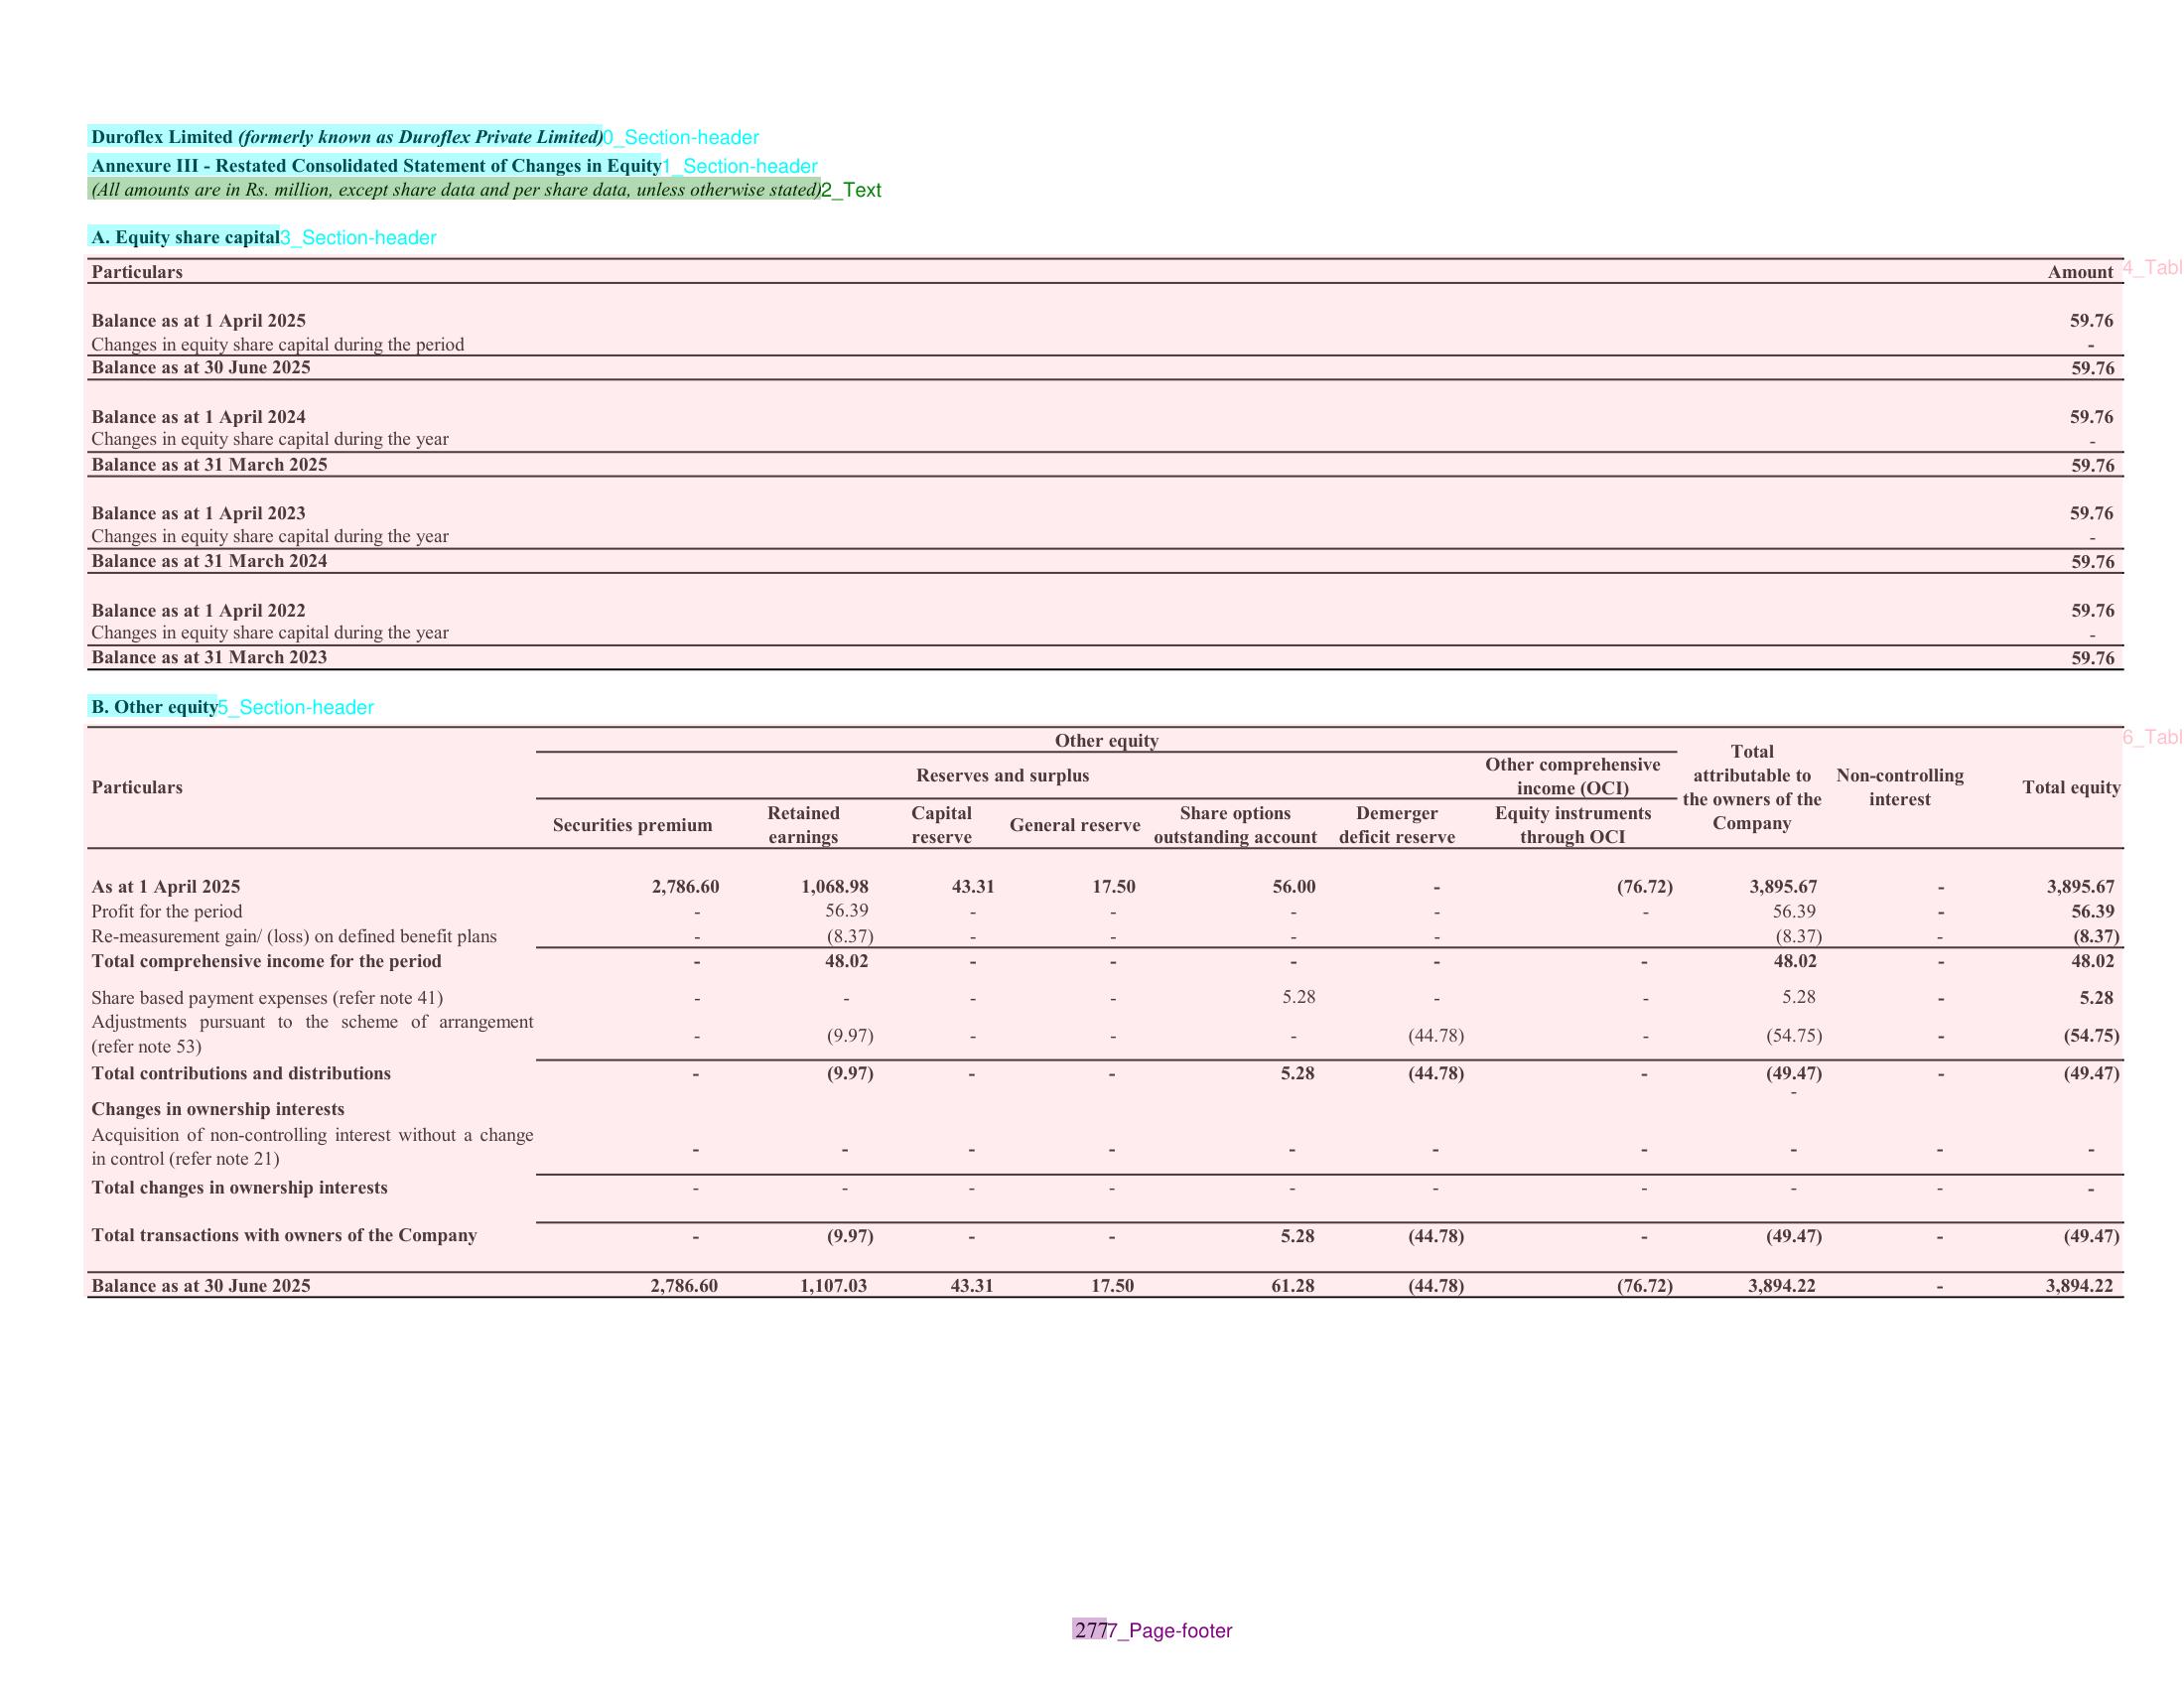 Duroflex Limited (formerly known as Duroflex Private Limited)0_Section-header
Annexure III - Restated Consolidated Statement of Changes in Equity1_Section-header
(All amounts are in Rs. million, except share data and per share data, unless otherwise stated)2_Text
A. Equity share capital3_Section-header
Particulars Amount 4_Tabl
Balance as at 1 April 2025 59.76
Changes in equity share capital during the period -
Balance as at 30 June 2025 59.76
Balance as at 1 April 2024 59.76
Changes in equity share capital during the year -
Balance as at 31 March 2025 59.76
Balance as at 1 April 2023 59.76
Changes in equity share capital during the year -
Balance as at 31 March 2024 59.76
Balance as at 1 April 2022 59.76
Changes in equity share capital during the year -
Balance as at 31 March 2023 59.76
B. Other equity5_Section-header
6_Tabl
Particulars
Other equity
Reserves and surplus
Other comprehensive
income (OCI)
Securities premium
Retained
earnings
Capital
reserve
General reserve
Share options
outstanding account
Demerger
deficit reserve
Equity instruments
through OCI
Total
attributable to
the owners of the
Company
Non-controlling
interest
Total equity
As at 1 April 2025 2,786.60 1,068.98 43.31 17.50 56.00 - (76.72) 3,895.67 - 3,895.67
Profit for the period - 56.39 - - - - - 56.39 - 56.39
Re-measurement gain/ (loss) on defined benefit plans - (8.37) - - - - (8.37) - (8.37)
Total comprehensive income for the period - 48.02 - - - - - 48.02 - 48.02
Share based payment expenses (refer note 41) - - - - 5.28 - - 5.28 - 5.28
Adjustments pursuant to the scheme of arrangement
(refer note 53) - (9.97) - - - (44.78) - (54.75) - (54.75)
Total contributions and distributions - (9.97) - - 5.28 (44.78) - (49.47) - (49.47)
-
Changes in ownership interests
Acquisition of non-controlling interest without a change
in control (refer note 21) - - - - - - - - - -
Total changes in ownership interests - - - - - - - - - -
Total transactions with owners of the Company - (9.97) - - 5.28 (44.78) - (49.47) - (49.47)
Balance as at 30 June 2025 2,786.60 1,107.03 43.31 17.50 61.28 (44.78) (76.72) 3,894.22 - 3,894.22
2777_Page-footer